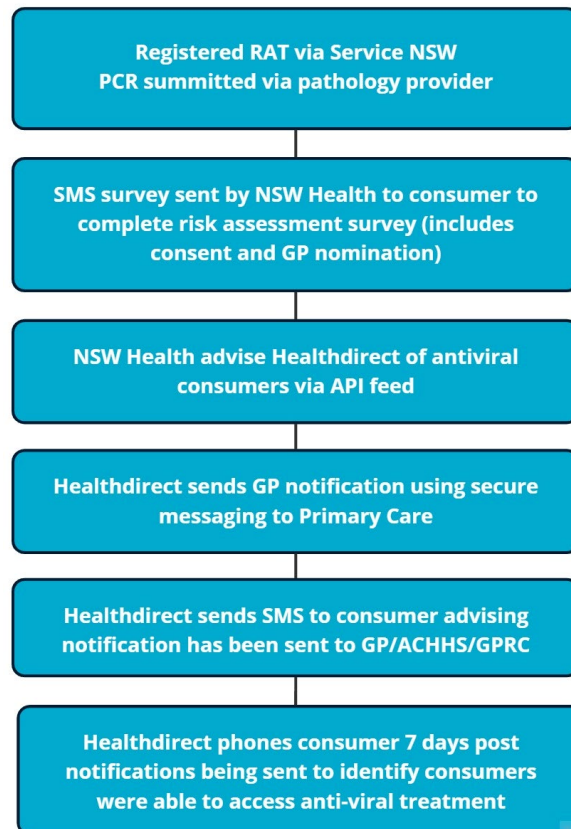 Registered RAT via Service NSW
PCR summitted via pathology provider
SMS survey sent by NSW Health to consumer to
complete risk assessment survey (includes
consent and GP nomination)
NSW Health advise Healthdirect of antiviral
consumers via API feed
Healthdirect sends GP notification using secure
messaging to Primary Care
Healthdirect sends SMS to consumer advising
notification has been sent to GP/ACHHS/GPRC
Healthdirect phones consumer 7 days post
notifications being sent to identify consumers
were able to access anti-viral treatment